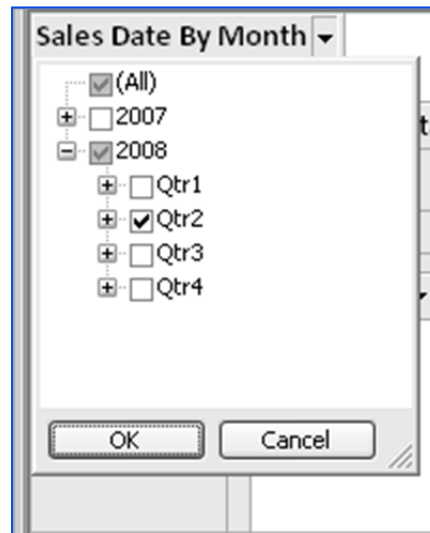 Sales Date By Month
(All)
2007
2008
Qtr1
Qtr2
Qtr3
Qtr4
OK Cancel